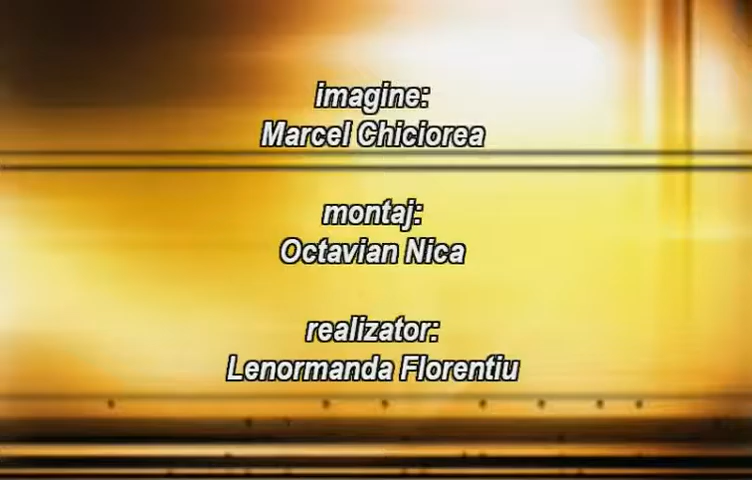 imagine:
Marcel Chiciorea
montaj:
Octavian Nica
realizator:
Lenormanda Florentiu